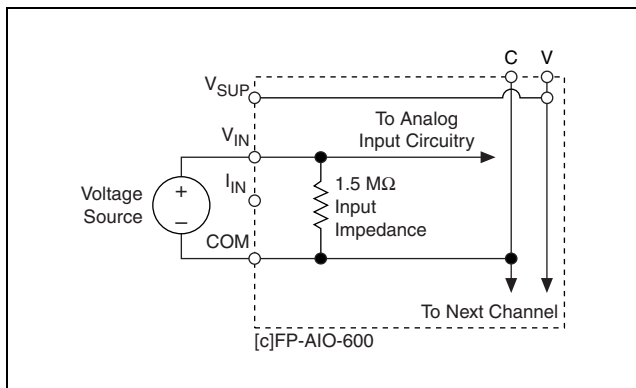 C V
V_SUP
To Analog
Input Circuitry
V_IN
I_IN
1.5 MΩ
Input
Impedance
+
Voltage
Source
–
COM
To Next Channel
[c]FP-AIO-600